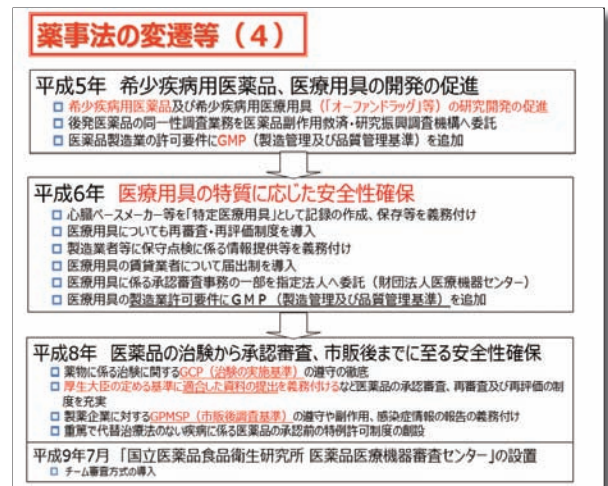 薬事法の変遷等（４）
平成5年　希少疾病用医薬品、医療用具の開発の促進
希少疾病用医薬品及び希少疾病用医療用具（「オーファンドラッグ」等）の研究開発の促進
後発医薬品の同一性調査業務を医薬品副作用救済・研究振興調査機構へ委託
医薬品製造業の許可要件にGMP（製造管理及び品質管理基準）を追加
平成6年　医療用具の特質に応じた安全性確保
心臓ペースメーカー等を「特定医療用具」として記録の作成、保存等を義務付け
医療用具についても再審査・再評価制度を導入
製造業者等に保守点検に係る情報提供等を義務付け
医療用具の賃貸業者について届出制を導入
医療用具に係る承認審査事務の一部を指定法人へ委託（財団法人医療機器センター）
医療用具の製造業許可要件にＧＭＰ（製造管理及び品質管理基準）を追加
平成8年　医薬品の治験から承認審査、市販後までに至る安全性確保
薬物に係る治験に関するGCP（治験の実施基準）の遵守の徹底
厚生大臣の定める基準に適合した資料の提出を義務付けるなど医薬品の承認審査、再審査及び再評価の制
度を充実
製薬企業に対するGPMSP（市販後調査基準）の遵守や副作用、感染症情報の報告の義務付け
重篤で代替治療法のない疾病に係る医薬品の承認前の特例許可制度の創設
平成9年7月　「国立医薬品食品衛生研究所 医薬品医療機器審査センター」の設置
チーム審査方式の導入